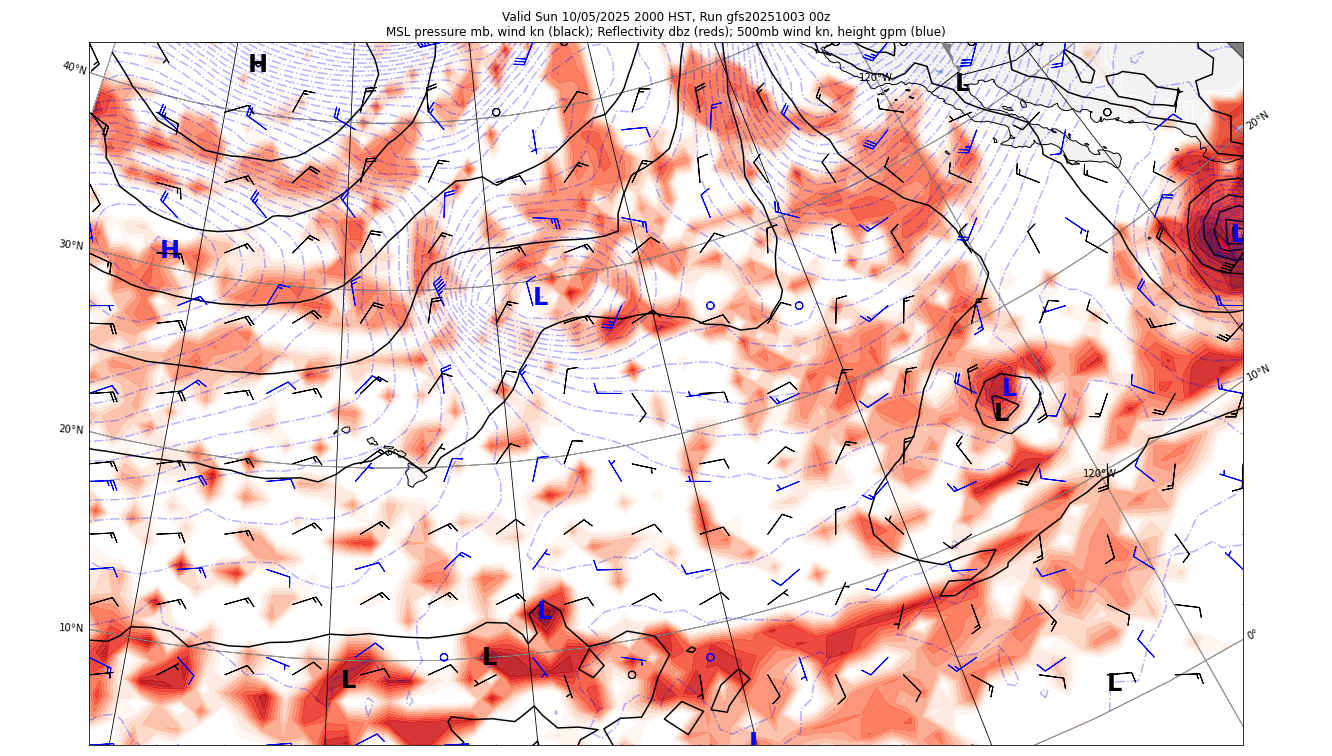 Valid Sun 10/05/2025 2000 HST, Run gfs20251003 00z
MSL pressure mb, wind kn (black); Reflectivity dbz (reds); 500mb wind kn, height gpm (blue)
H
40°N
120°W
L
20°N
30°N
H
L
L
10°N
L
L
20°N
120°W
L
10°N
0°
L
L
L
L